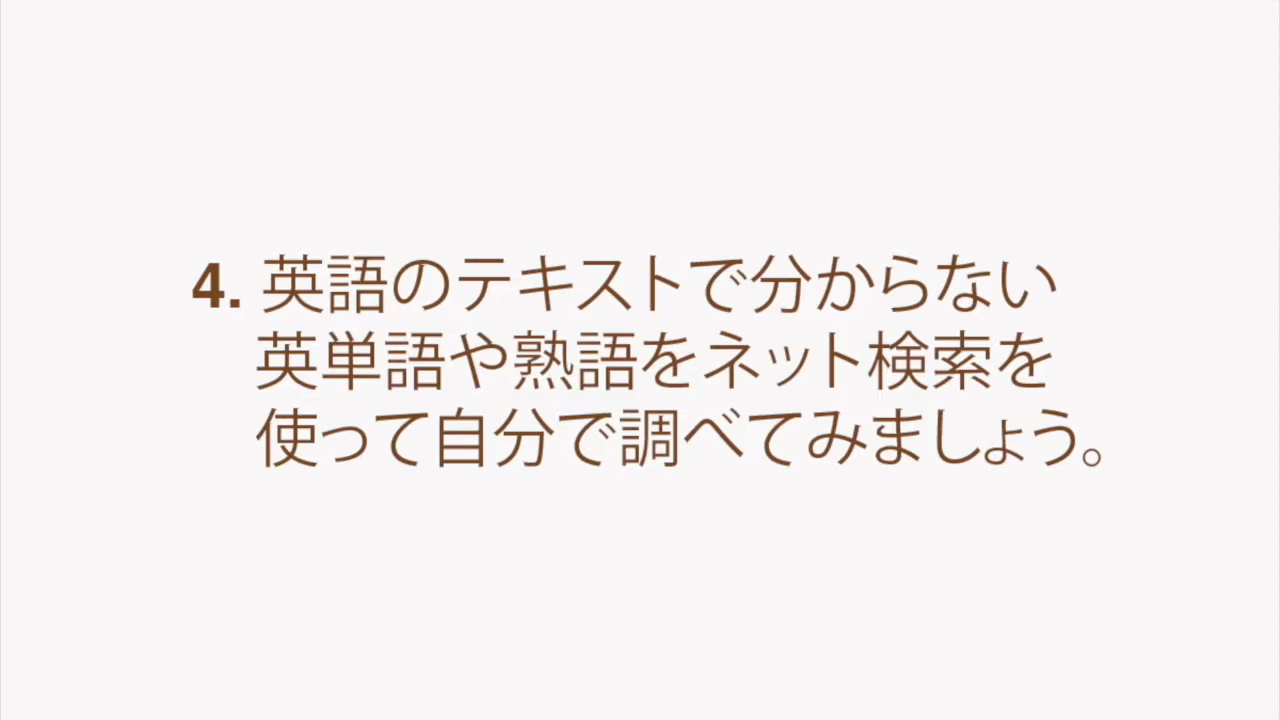 4. 英語のテキストで分からない
英単語や熟語をネット検索を
使って自分で調べてみましょう。